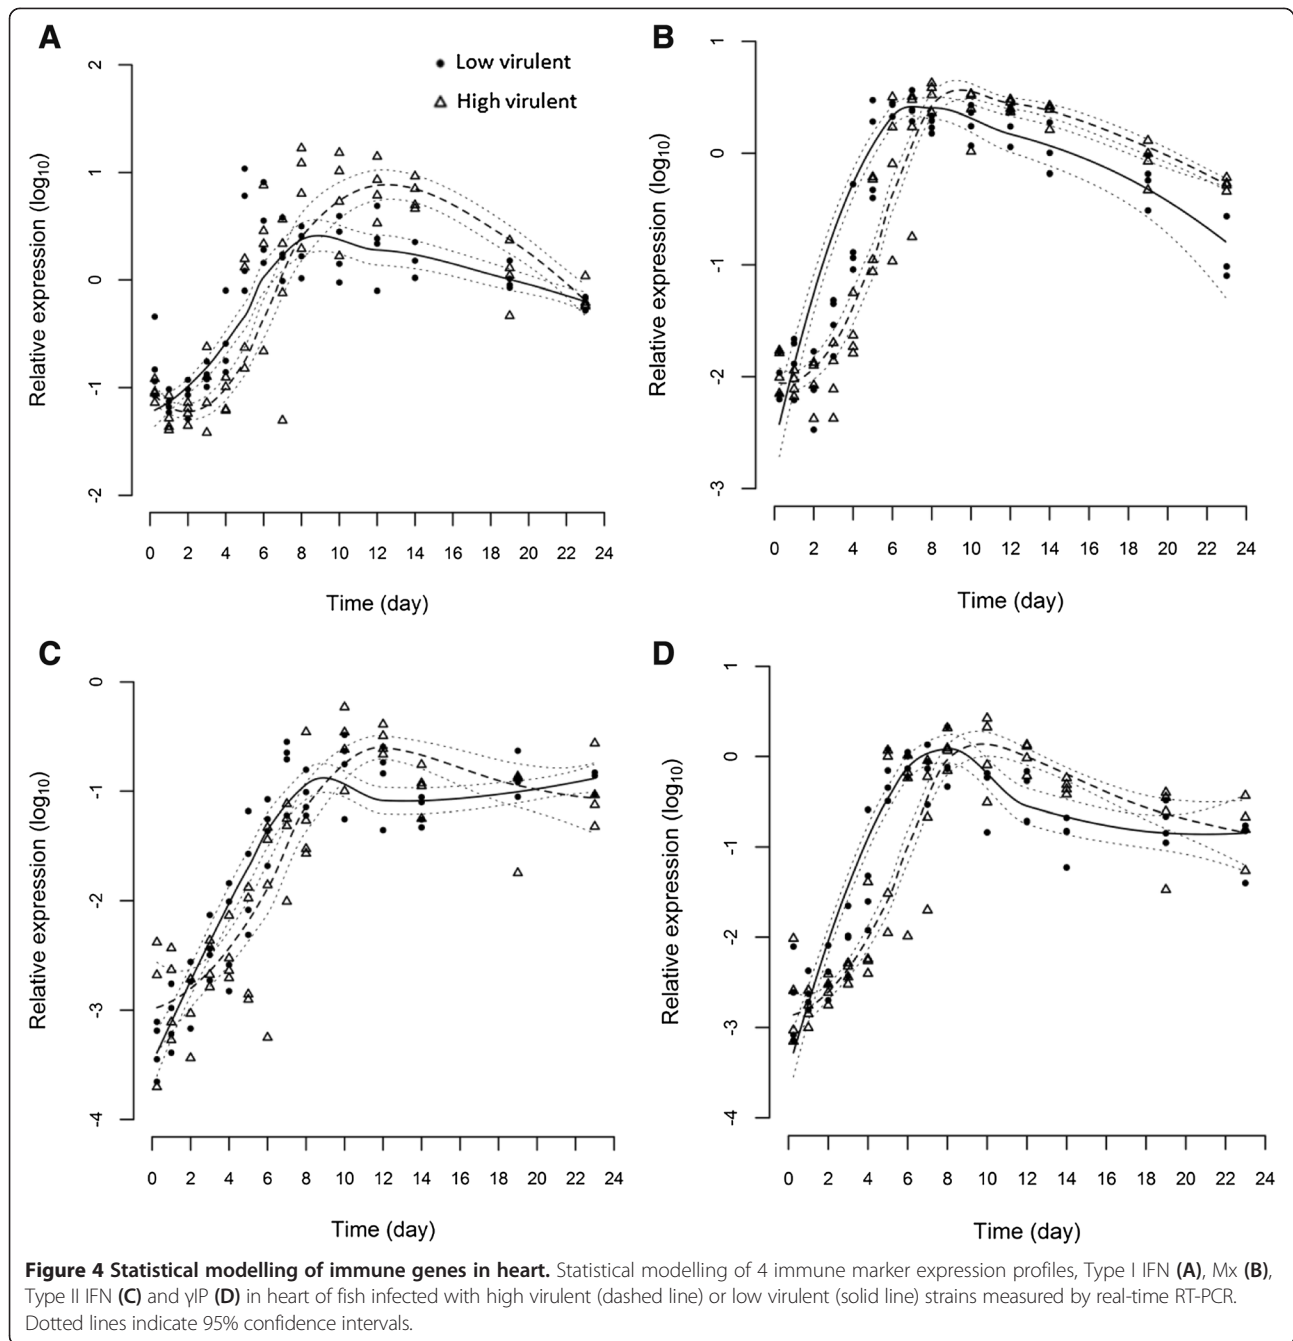 A
B
Low virulent
High virulent
Relative expression (log10)
2
1
0
-1
-2
0 2 4 6 8 10 12 14 16 18 20 22 24
Time (day)
Relative expression (log10)
1
0
-1
-2
-3
0 2 4 6 8 10 12 14 16 18 20 22 24
Time (day)
C
D
Relative expression (log10)
0
-1
-2
-3
-4
0 2 4 6 8 10 12 14 16 18 20 22 24
Time (day)
Relative expression (log10)
1
0
-1
-2
-3
-4
0 2 4 6 8 10 12 14 16 18 20 22 24
Time (day)
Figure 4 Statistical modelling of immune genes in heart. Statistical modelling of 4 immune marker expression profiles, Type I IFN (A), Mx (B),
Type II IFN (C) and γIP (D) in heart of fish infected with high virulent (dashed line) or low virulent (solid line) strains measured by real-time RT-PCR.
Dotted lines indicate 95% confidence intervals.